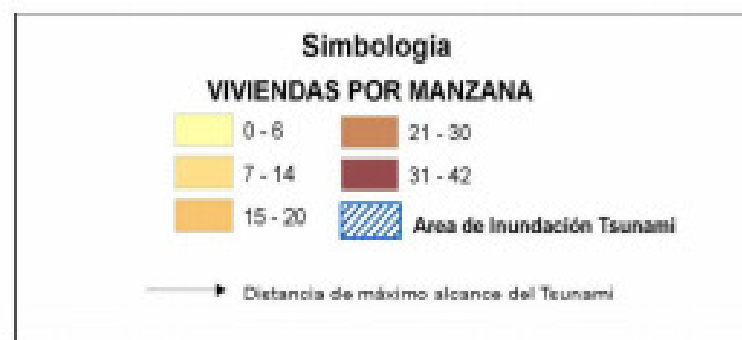 Simbologia
VIVIENDAS POR MANZANA
0 - 6
7 - 14
15 - 20
21 - 30
31 - 42
Area de Inundación Tsunami
Distancia de máximo alcance del Tsunami